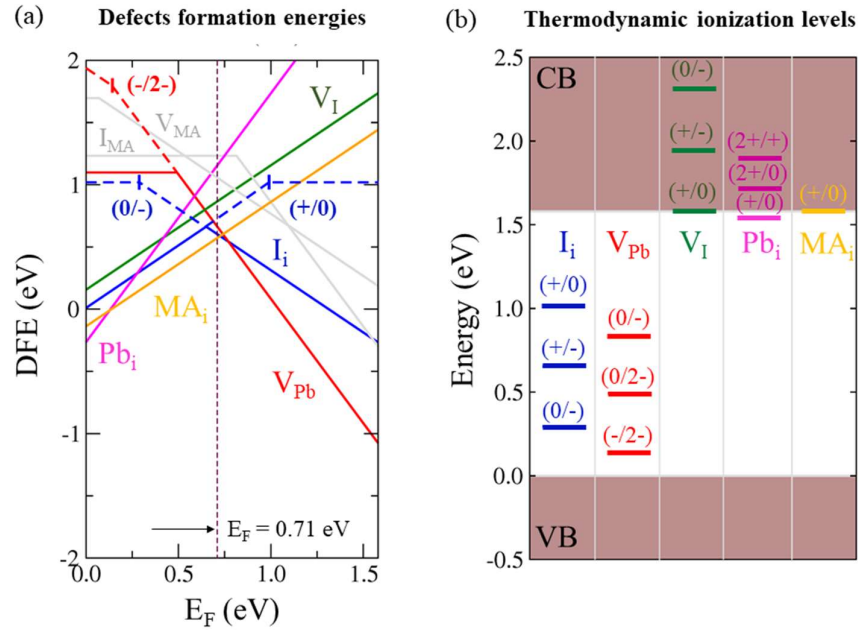 (a) Defects formation energies
2
(-/2-)
V_I
V_MA
I_MA
1
(0/-)
(+/0)
I_i
0
MA_i
Pb_i
V_Pb
-1
E_F = 0.71 eV
-2
0.0 0.5 1.0 1.5
E_F (eV)
DFE (eV)
(b) Thermodynamic ionization levels
2.5
CB
(0/-)
2.0
(+/-)
(2+/+)
(2+/0)
(+/0)
(+/0)
(+/0)
1.5
I_i
V_Pb
V_I
Pb_i
MA_i
(+/0)
1.0
(0/-)
(+/-)
0.5
(0/2-)
(0/-)
(-/2-)
0.0
VB
-0.5
Energy (eV)